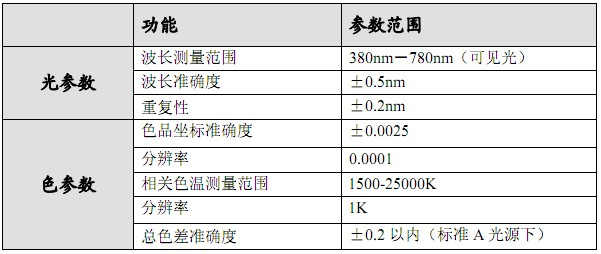 功能 参数范围
光参数
波长测量范围 380nm－780nm（可见光）
波长准确度 ±0.5nm
重复性 ±0.2nm
色参数
色品坐标准确度 ±0.0025
分辨率 0.0001
相关色温测量范围 1500-25000K
分辨率 1K
总色差准确度 ±0.2 以内（标准 A 光源下）